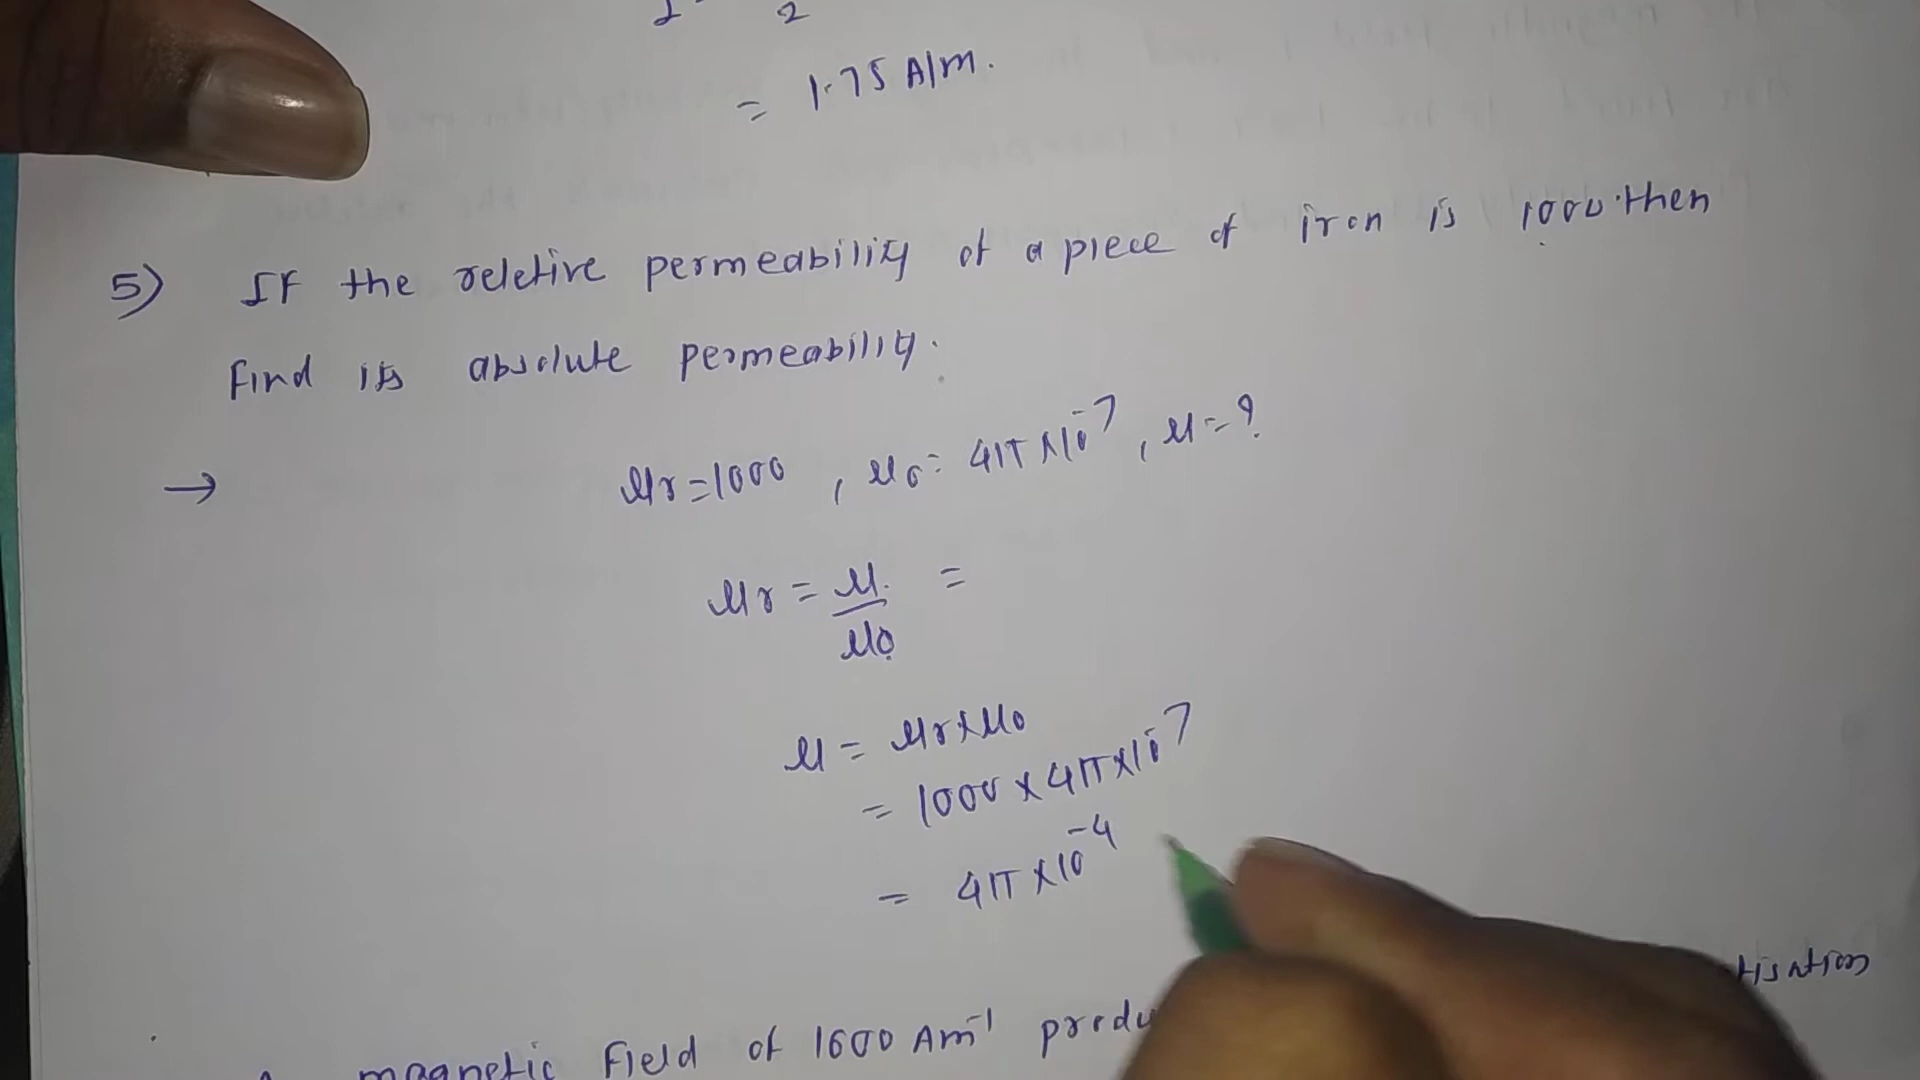 2
= 1.75 A/m.
5) If the reletive permeability of a piece of iron is 1000 then
find its absolute permeability.
→ μr=1000 , μ0= 4π×10⁻⁷ , μ=?
μr = μ/μ0 =
μ = μr×μ0
= 1000 × 4π×10⁻⁷
= 4π×10⁻⁴
magnetic field of 1600 Am⁻¹